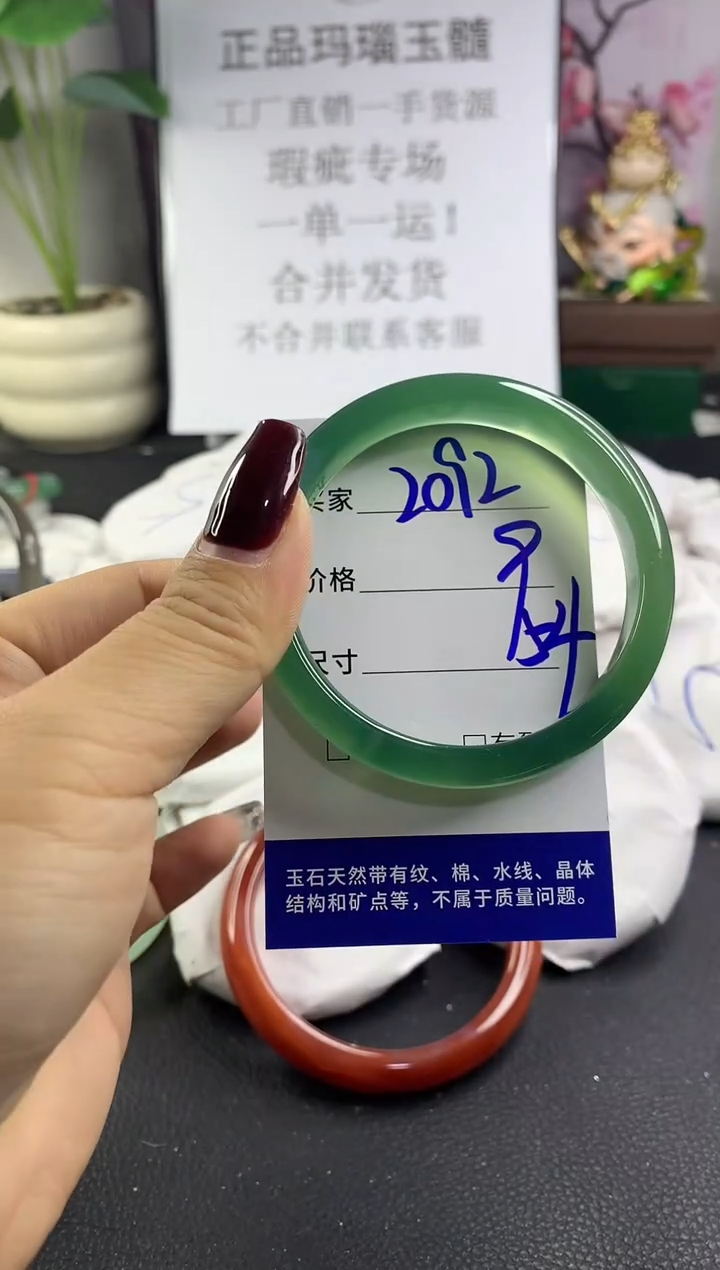 正品玛瑙玉髓
工厂直销一手货源
瑕疵专场
一单一运！
合并发货
不合并联系客服
卖家 2092
价格
尺寸
玉石天然带有纹、棉、水线、晶体
结构和矿点等，不属于质量问题。